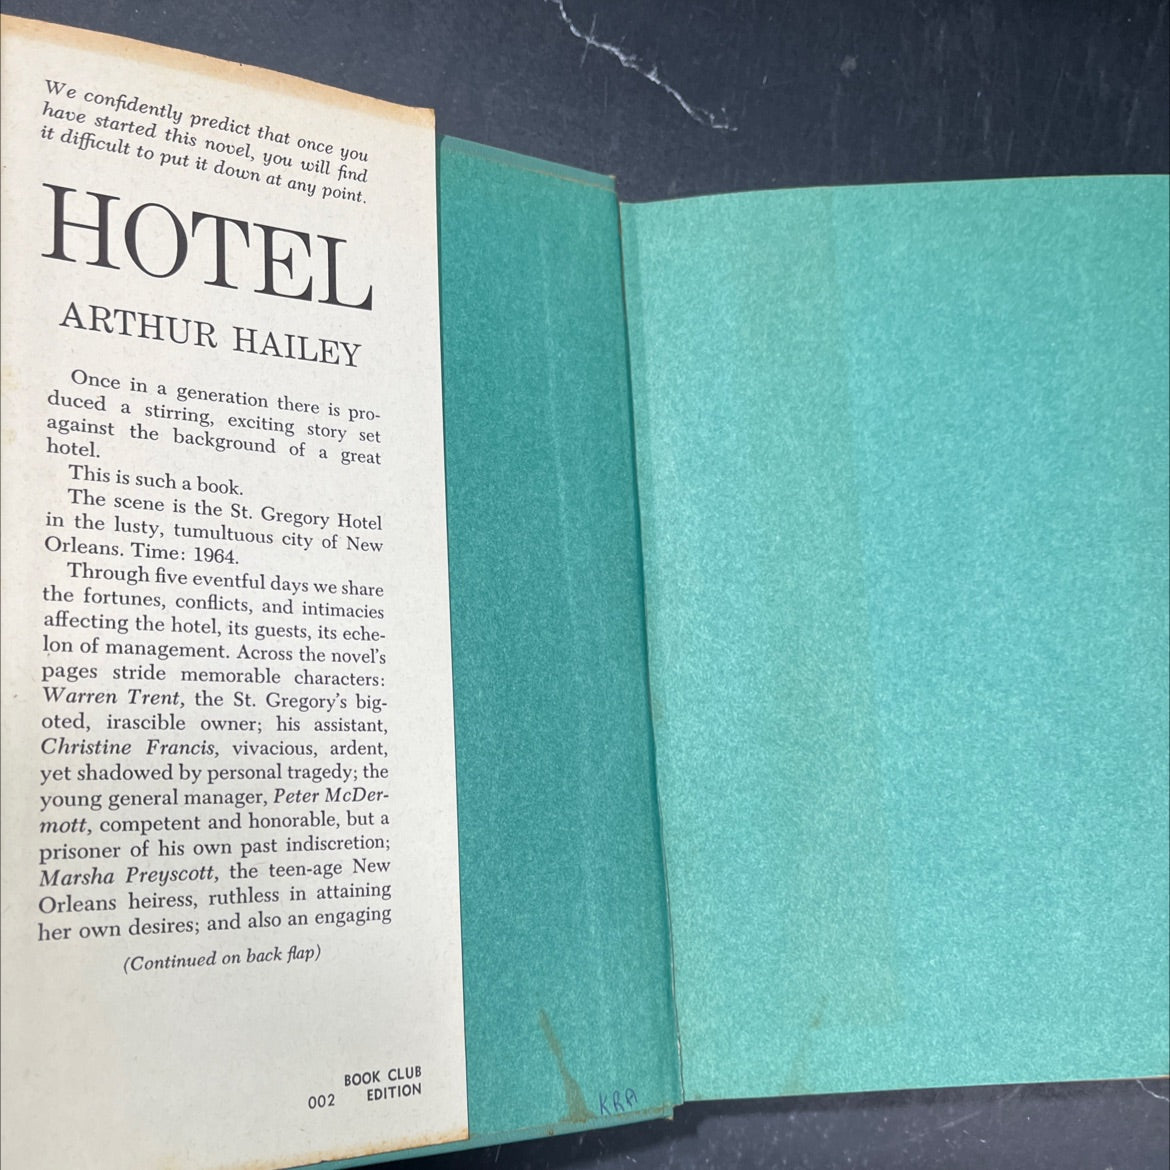 We confidently predict that once you
have started this novel, you will find
it difficult to put it down at any point.
HOTEL
ARTHUR HAILEY
Once in a generation there is pro-
duced a stirring, exciting story set
against the background of a great
hotel.
This is such a book.
The scene is the St. Gregory Hotel
in the lusty, tumultuous city of New
Orleans. Time: 1964.
Through five eventful days we share
the fortunes, conflicts, and intimacies
affecting the hotel, its guests, its eche-
lon of management. Across the novel's
pages stride memorable characters:
Warren Trent, the St. Gregory's big-
oted, irascible owner; his assistant,
Christine Francis, vivacious, ardent,
yet shadowed by personal tragedy; the
young general manager, Peter McDer-
mott, competent and honorable, but a
prisoner of his own past indiscretion;
Marsha Preyscott, the teen-age New
Orleans heiress, ruthless in attaining
her own desires; and also an engaging
(Continued on back flap)
BOOK CLUB
002 EDITION
KRA